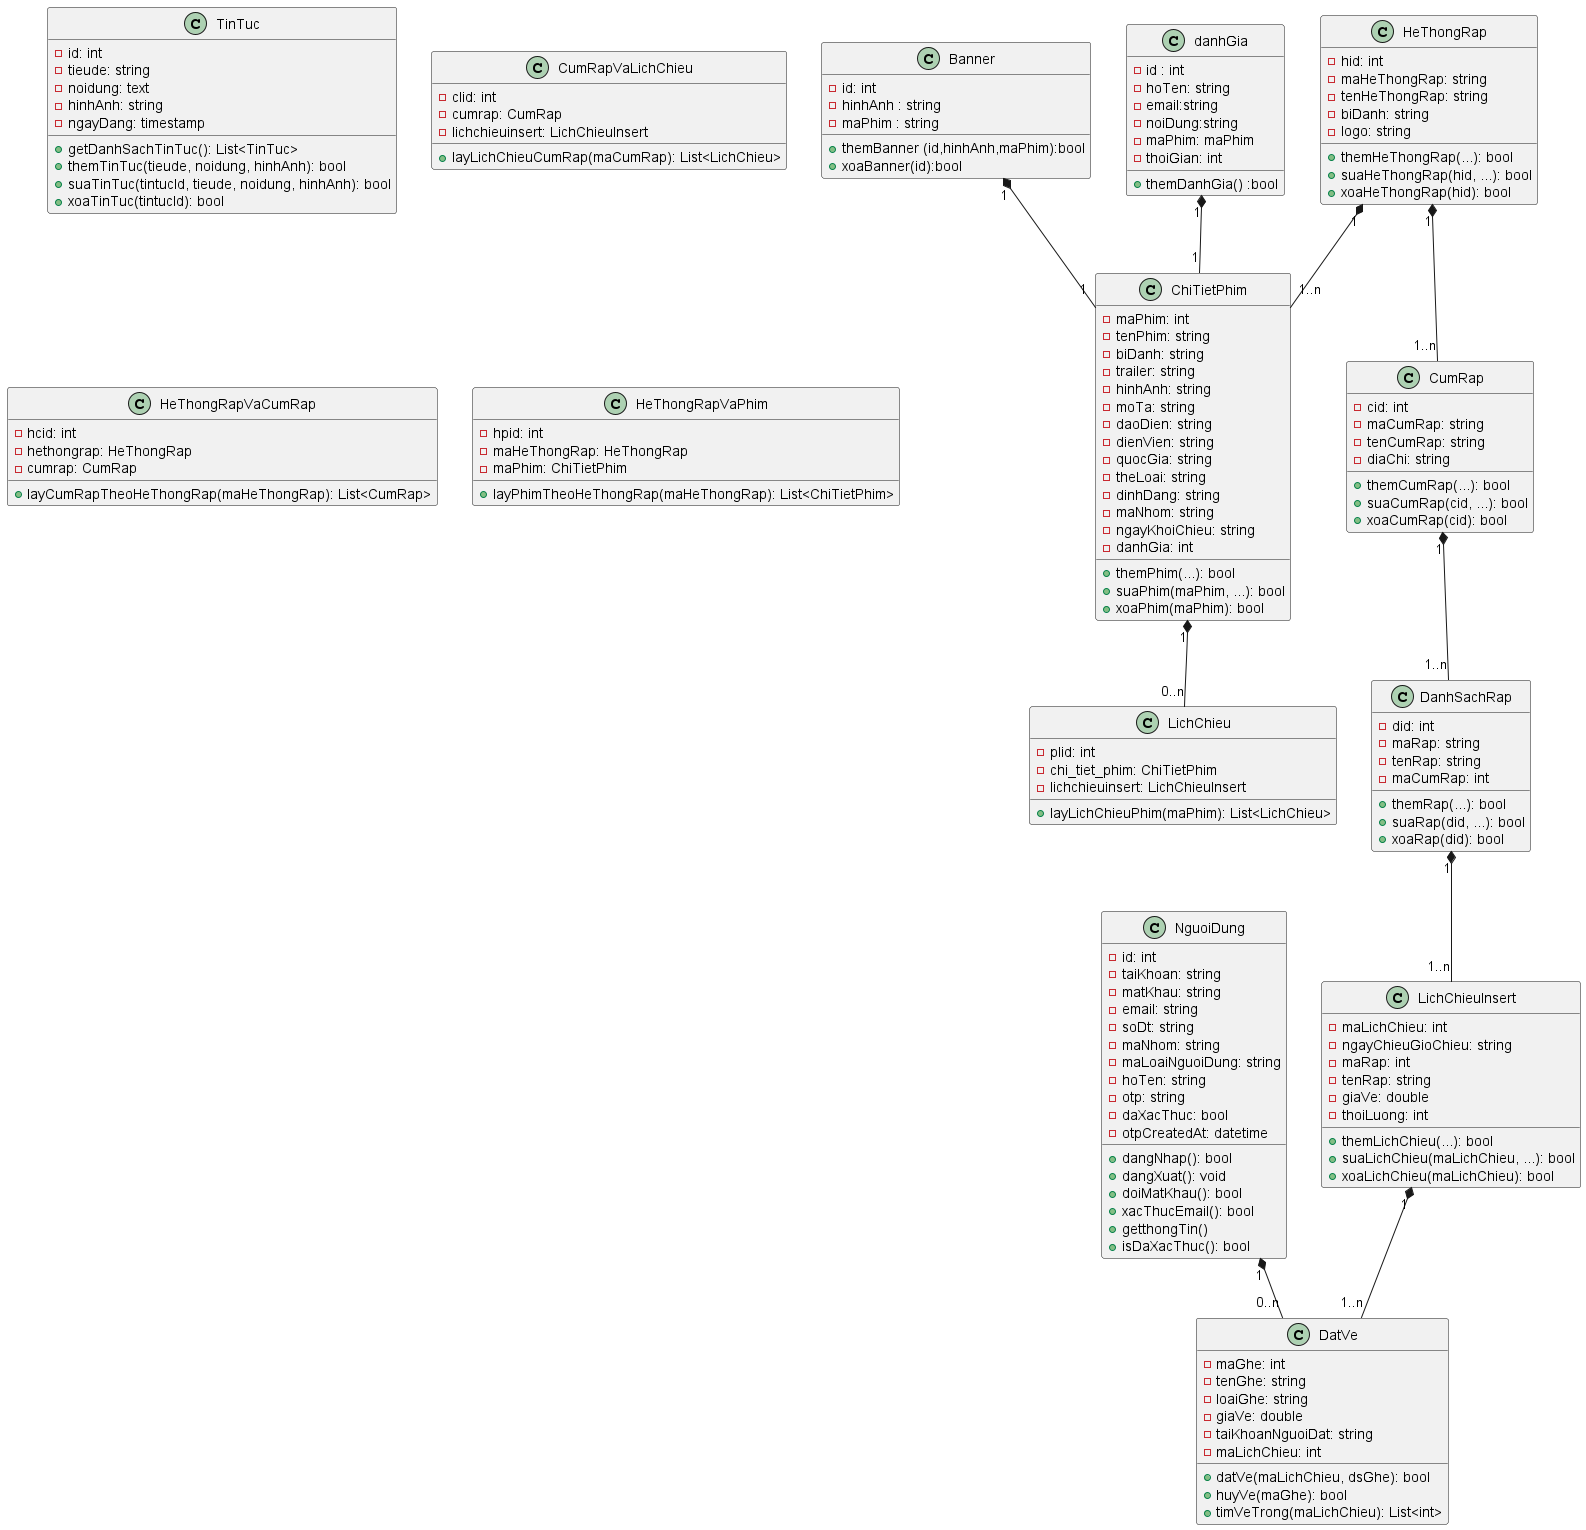 C TinTuc
id: int
tieude: string
noidung: text
hinhAnh: string
ngayDang: timestamp
getDanhSachTinTuc(): List<TinTuc>
themTinTuc(tieude, noidung, hinhAnh): bool
suaTinTuc(tintucId, tieude, noidung, hinhAnh): bool
xoaTinTuc(tintucId): bool
C CumRapVaLichChieu
clid: int
cumrap: CumRap
lichchieuinsert: LichChieuInsert
layLichChieuCumRap(maCumRap): List<LichChieu>
C Banner
id: int
hinhAnh : string
maPhim : string
themBanner (id,hinhAnh,maPhim):bool
xoaBanner(id):bool
C danhGia
id : int
hoTen: string
email:string
noiDung:string
maPhim: maPhim
thoiGian: int
themDanhGia() :bool
C HeThongRap
hid: int
maHeThongRap: string
tenHeThongRap: string
biDanh: string
logo: string
themHeThongRap(...): bool
suaHeThongRap(hid, ...): bool
xoaHeThongRap(hid): bool
1
1
1
1
1
1
1..n
1..n
C HeThongRapVaCumRap
hcid: int
hethongrap: HeThongRap
cumrap: CumRap
layCumRapTheoHeThongRap(maHeThongRap): List<CumRap>
C HeThongRapVaPhim
hpid: int
maHeThongRap: HeThongRap
maPhim: ChiTietPhim
layPhimTheoHeThongRap(maHeThongRap): List<ChiTietPhim>
C ChiTietPhim
maPhim: int
tenPhim: string
biDanh: string
trailer: string
hinhAnh: string
moTa: string
daoDien: string
dienVien: string
quocGia: string
theLoai: string
dinhDang: string
maNhom: string
ngayKhoiChieu: string
danhGia: int
themPhim(...): bool
suaPhim(maPhim, ...): bool
xoaPhim(maPhim): bool
C CumRap
cid: int
maCumRap: string
tenCumRap: string
diaChi: string
themCumRap(...): bool
suaCumRap(cid, ...): bool
xoaCumRap(cid): bool
1
1..n
1
0..n
C LichChieu
plid: int
chi_tiet_phim: ChiTietPhim
lichchieuinsert: LichChieuInsert
layLichChieuPhim(maPhim): List<LichChieu>
C DanhSachRap
did: int
maRap: string
tenRap: string
maCumRap: int
themRap(...): bool
suaRap(did, ...): bool
xoaRap(did): bool
1
1..n
C NguoiDung
id: int
taiKhoan: string
matKhau: string
email: string
soDt: string
maNhom: string
maLoaiNguoiDung: string
hoTen: string
otp: string
daXacThuc: bool
otpCreatedAt: datetime
dangNhap(): bool
dangXuat(): void
doiMatKhau(): bool
xacThucEmail(): bool
getthongTin()
isDaXacThuc(): bool
C LichChieuInsert
maLichChieu: int
ngayChieuGioChieu: string
maRap: int
tenRap: string
giaVe: double
thoiLuong: int
themLichChieu(...): bool
suaLichChieu(maLichChieu, ...): bool
xoaLichChieu(maLichChieu): bool
1
1
0..n
1..n
C DatVe
maGhe: int
tenGhe: string
loaiGhe: string
giaVe: double
taiKhoanNguoiDat: string
maLichChieu: int
datVe(maLichChieu, dsGhe): bool
huyVe(maGhe): bool
timVeTrong(maLichChieu): List<int>